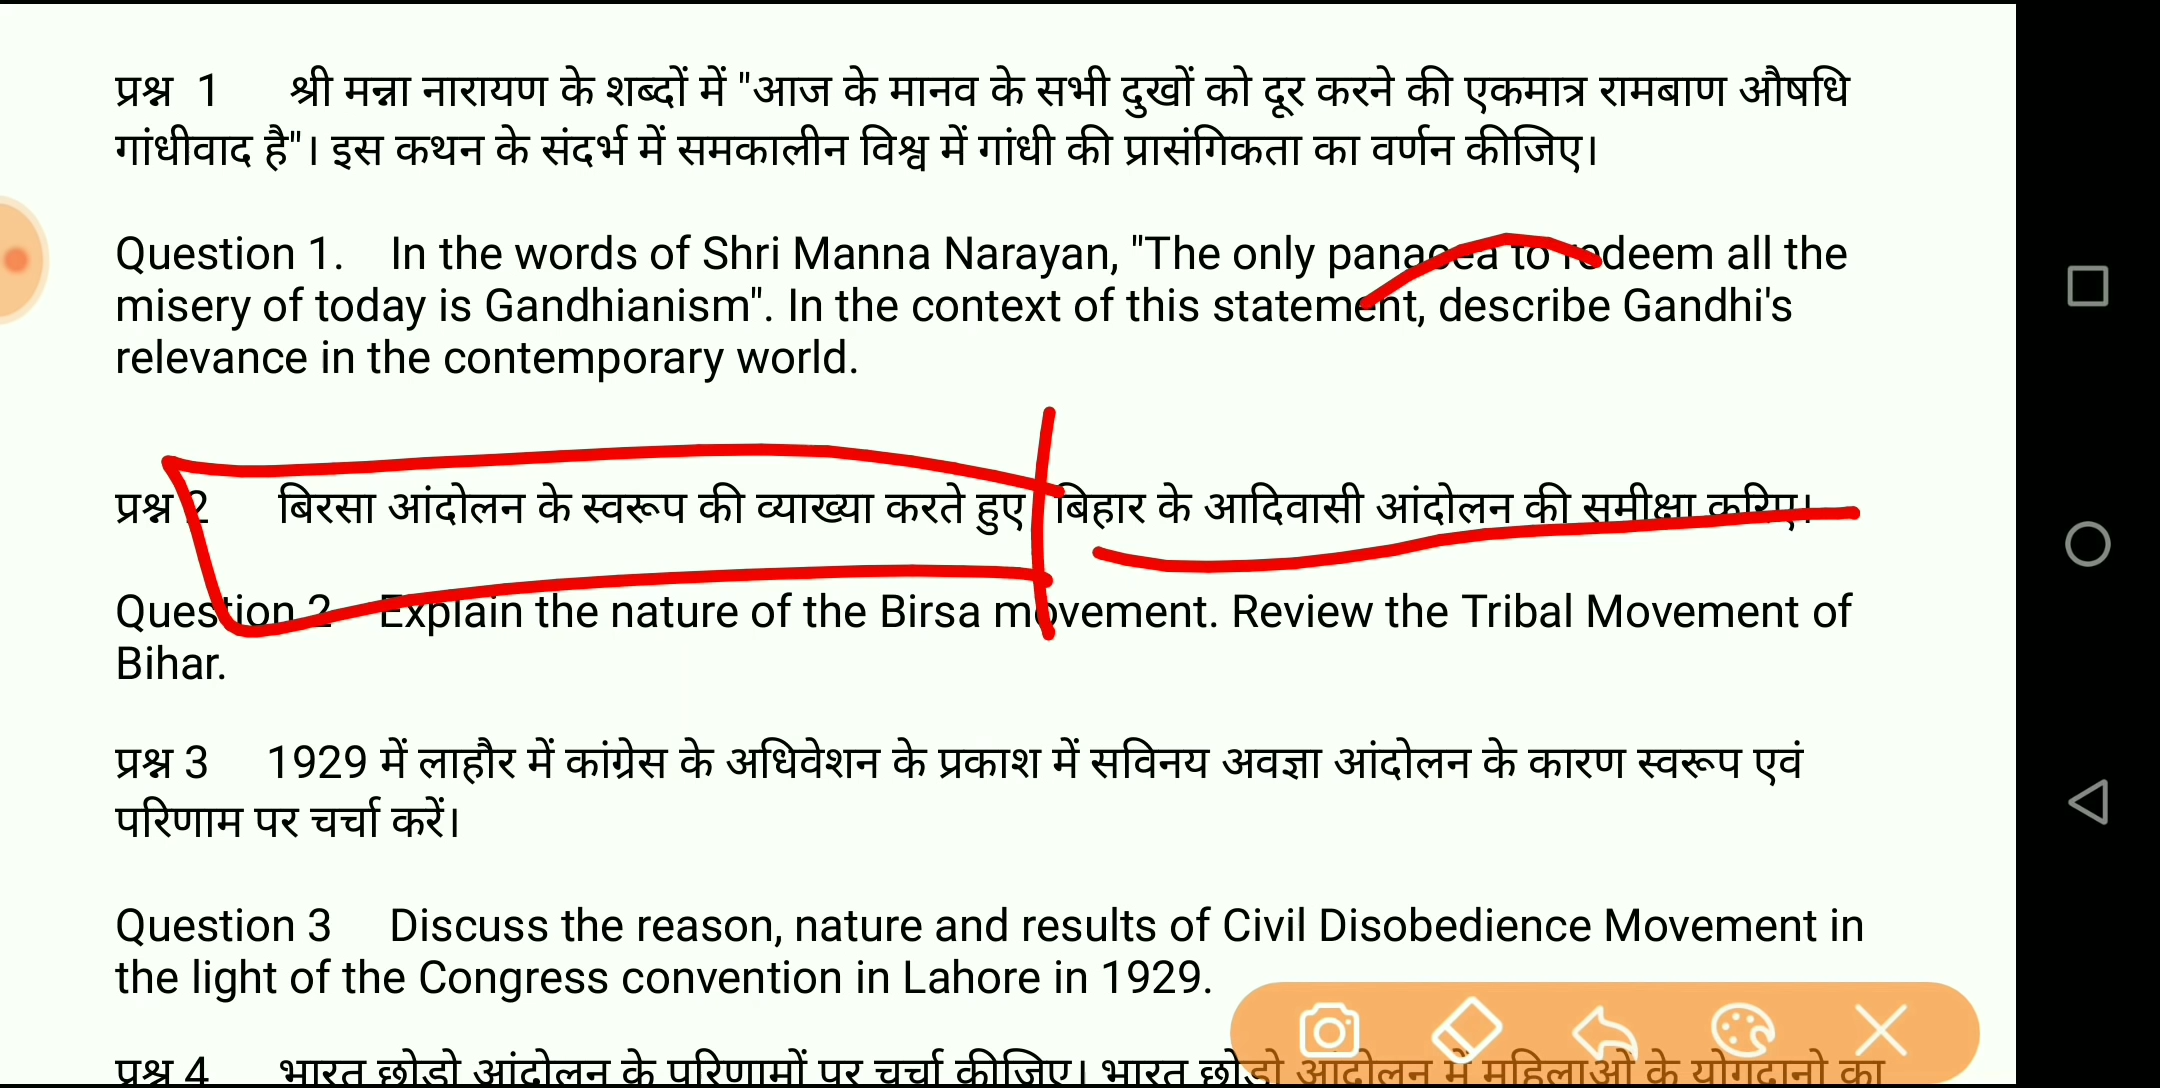 प्रश्न 1 श्री मन्ना नारायण के शब्दों में "आज के मानव के सभी दुखों को दूर करने की एकमात्र रामबाण औषधि
गांधीवाद है"। इस कथन के संदर्भ में समकालीन विश्व में गांधी की प्रासंगिकता का वर्णन कीजिए।
Question 1. In the words of Shri Manna Narayan, "The only panacea to redeem all the
misery of today is Gandhianism". In the context of this statement, describe Gandhi's
relevance in the contemporary world.
प्रश्न 2 बिरसा आंदोलन के स्वरूप की व्याख्या करते हुए बिहार के आदिवासी आंदोलन की समीक्षा करिए।
Question 2 Explain the nature of the Birsa movement. Review the Tribal Movement of
Bihar.
प्रश्न 3 1929 में लाहौर में कांग्रेस के अधिवेशन के प्रकाश में सविनय अवज्ञा आंदोलन के कारण स्वरूप एवं
परिणाम पर चर्चा करें।
Question 3 Discuss the reason, nature and results of Civil Disobedience Movement in
the light of the Congress convention in Lahore in 1929.
प्रश्न 4 भारत छोड़ो आंदोलन के परिणामों पर चर्चा कीजिए। भारत छोड़ो आंदोलन में महिलाओं के योगदानो का